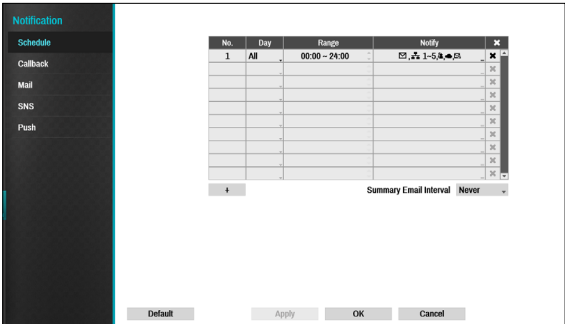 Notification
Schedule
Callback
Mail
SNS
Push
No. Day Range Notify
1 All 00:00 ~ 24:00 , 1~5, , ,
+ Summary Email Interval Never
Default Apply OK Cancel